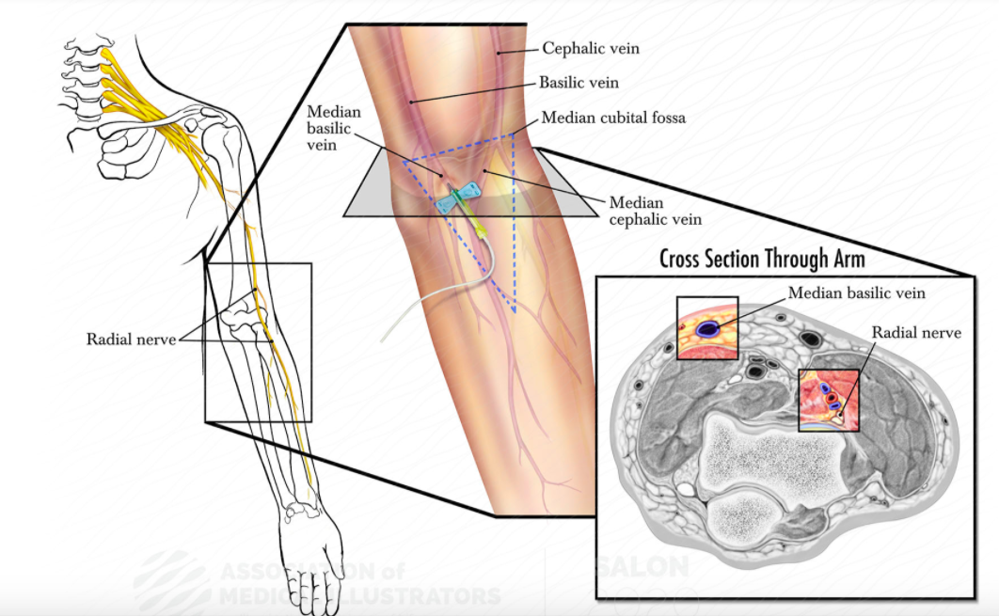 Cephalic vein
Basilic vein
Median
basilic
vein
Median cubital fossa
Median
cephalic vein
Cross Section Through Arm
Median basilic vein
Radial nerve
Radial nerve
ASSOCIATION of
MEDICAL ILLUSTRATORS
SALON